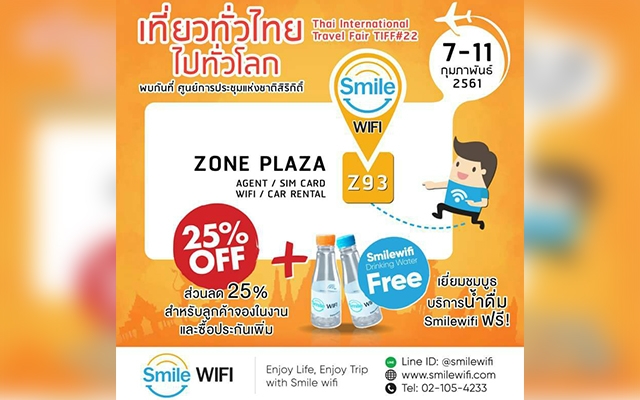 เที่ยวทั่วไทย
ไปทั่วโลก
Thai International
Travel Fair TIFF#22
พบกันที่ ศูนย์การประชุมแห่งชาติสิริกิติ์
7-11
กุมภาพันธ์
2561
Smile
WIFI
ZONE PLAZA
AGENT / SIM CARD
WIFI / CAR RENTAL
Z93
25%
OFF
+
Smile WIFI
Smile WIFI
Smilewifi
Drinking Water
Free
ส่วนลด 25%
สำหรับลูกค้าจองในงาน
และซื้อประกันเพิ่ม
เยี่ยมชมบูธ
บริการน้ำดื่ม
Smilewifi ฟรี!
Smile WIFI
Enjoy Life, Enjoy Trip
with Smile wifi
Line ID: @smilewifi
www.smilewifi.com
Tel: 02-105-4233